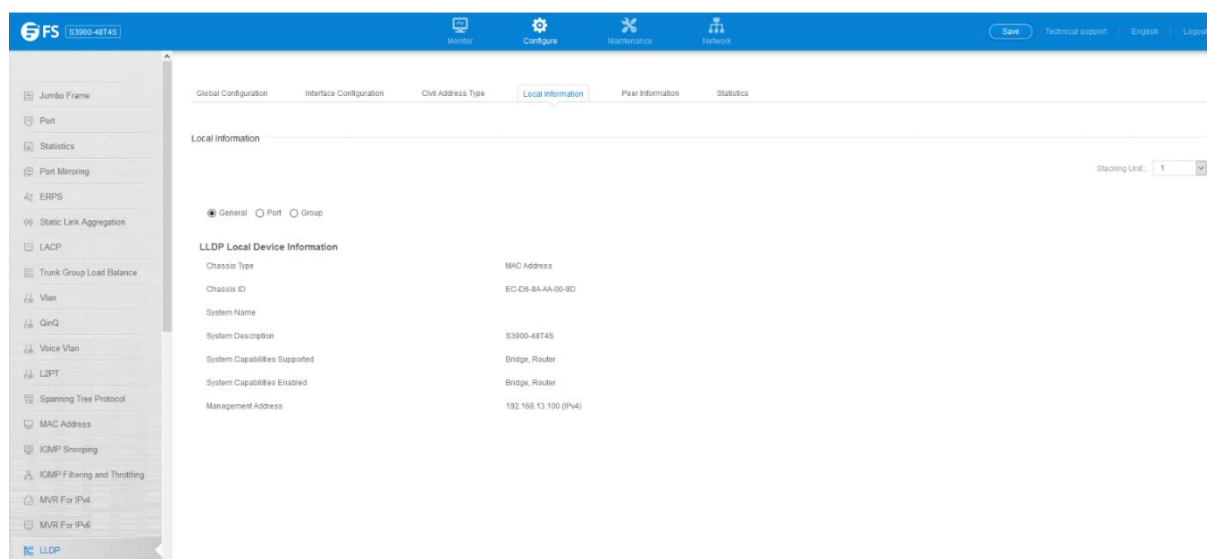 FS S3900-48T4S
Monitor Configure Maintenance Network
Save Technical support English Logout
Jumbo Frame
Port
Statistics
Port Mirroring
ERPS
Static Link Aggregation
LACP
Trunk Group Load Balance
Vlan
QinQ
Voice Vlan
L2PT
Spanning Tree Protocol
MAC Address
IGMP Snooping
IGMP Filtering and Throttling
MVR For IPv4
MVR For IPv6
LLDP
Global Configuration Interface Configuration Civil Address Type Local Information Peer Information Statistics
Local Information
Stacking Unit : 1
General Port Group
LLDP Local Device Information
Chassis Type MAC Address
Chassis ID EC-D6-8A-AA-00-9D
System Name
System Description S3900-48T4S
System Capabilities Supported Bridge, Router
System Capabilities Enabled Bridge, Router
Management Address 192.168.13.100 (IPv4)